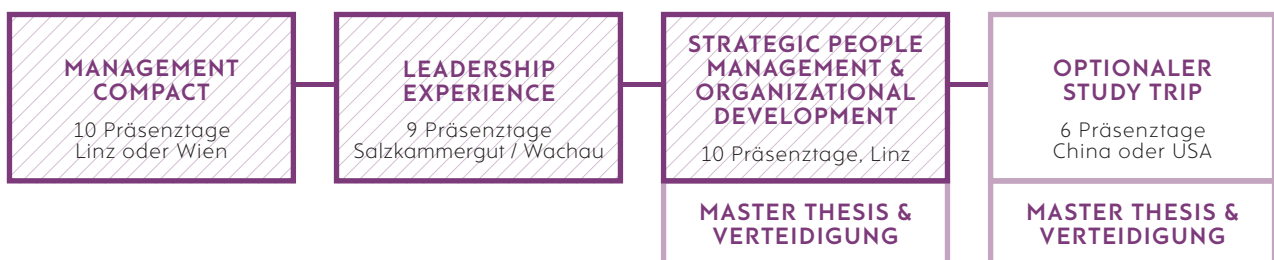 MANAGEMENT
COMPACT
10 Präsenztage
Linz oder Wien
LEADERSHIP
EXPERIENCE
9 Präsenztage
Salzkammergut / Wachau
STRATEGIC PEOPLE
MANAGEMENT &
ORGANIZATIONAL
DEVELOPMENT
10 Präsenztage, Linz
MASTER THESIS &
VERTEIDIGUNG
OPTIONALER
STUDY TRIP
6 Präsenztage
China oder USA
MASTER THESIS &
VERTEIDIGUNG